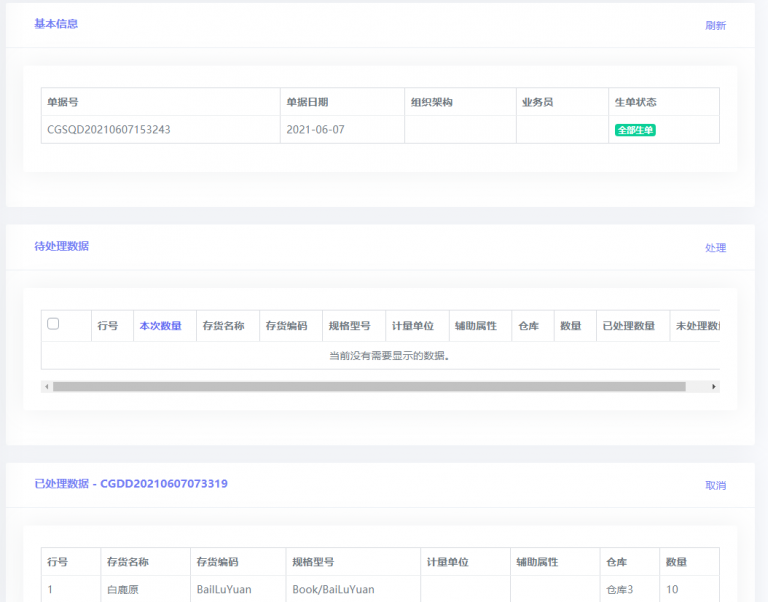 基本信息 刷新
单据号 单据日期 组织架构 业务员 生单状态
CGSQD20210607153243 2021-06-07 全部生单
待处理数据 处理
行号 本次数量 存货名称 存货编码 规格型号 计量单位 辅助属性 仓库 数量 已处理数量 未处理数
当前没有需要显示的数据。
已处理数据 - CGDD20210607073319 取消
行号 存货名称 存货编码 规格型号 计量单位 辅助属性 仓库 数量
1 白鹿原 BailLuYuan Book/BaiLuYuan 仓库3 10